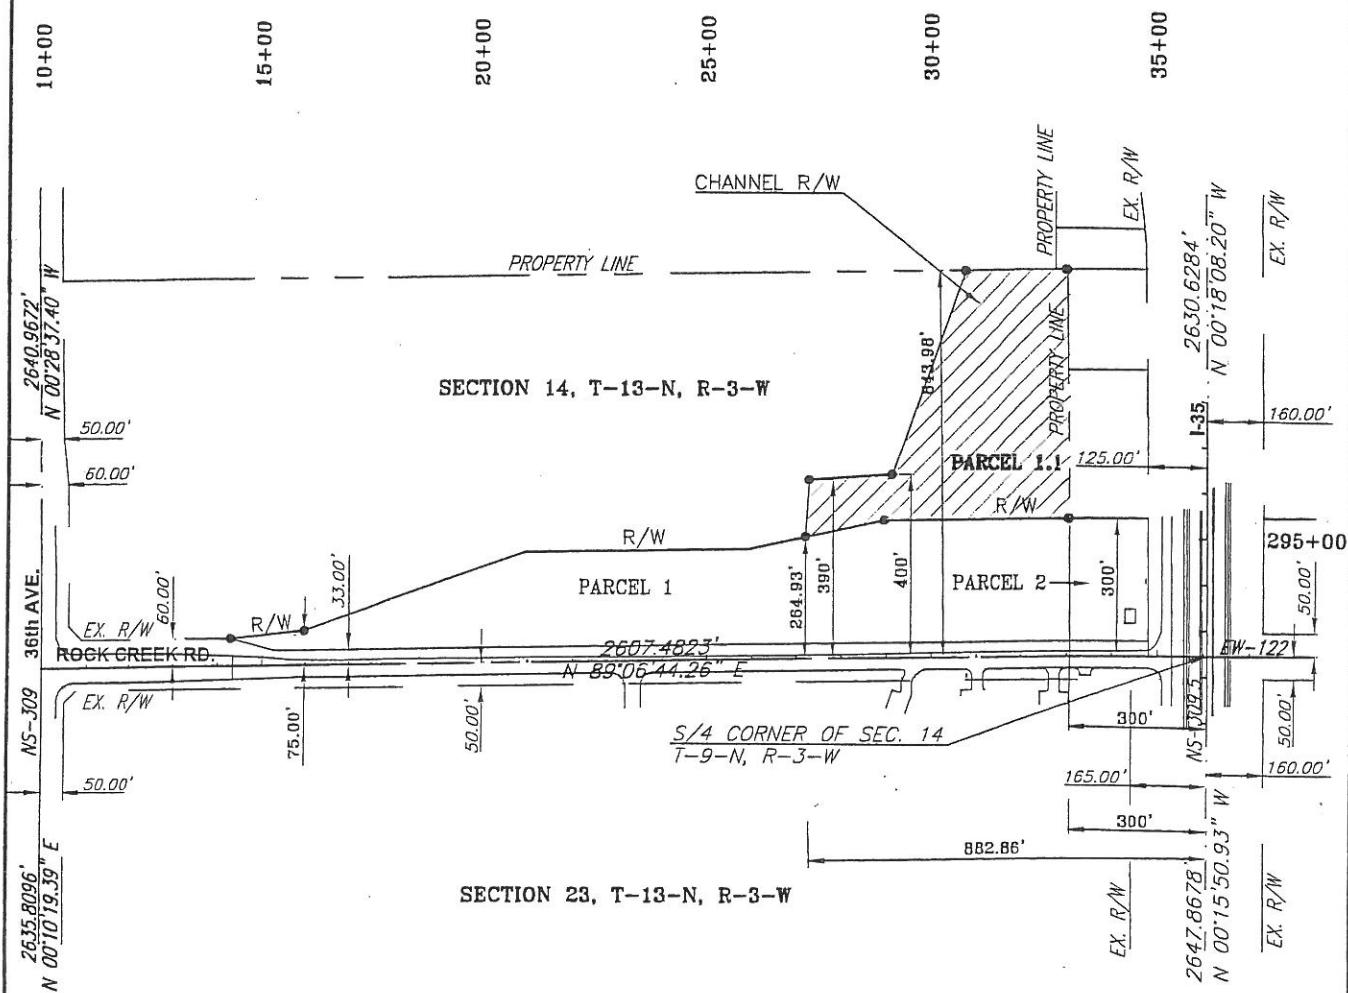 10+00
15+00
20+00
25+00
30+00
35+00
CHANNEL R/W
PROPERTY LINE
EX. R/W
2630.6284'
N 00°18'08.20" W
EX. R/W
PROPERTY LINE
2640.9672'
N 00°28'37.40" W
SECTION 14, T-13-N, R-3-W
843.98'
PROPERTY LINE
I-35
160.00'
50.00'
60.00'
PARCEL 1.1
125.00'
R/W
R/W
295+00
36th AVE.
60.00'
33.00'
PARCEL 1
264.93'
390'
400'
PARCEL 2
300'
50.00'
EX. R/W
R/W
ROCK CREEK RD.
2607.4823'
N 89°06'44.26" E
EW-122
EX. R/W
NS-309
75.00'
50.00'
S/4 CORNER OF SEC. 14
T-9-N, R-3-W
300'
NS-309.5
50.00'
50.00'
165.00'
160.00'
300'
882.86'
2635.8096'
N 00°10'19.39" E
SECTION 23, T-13-N, R-3-W
EX. R/W
2647.8678'
N 00°15'50.93" W
EX. R/W